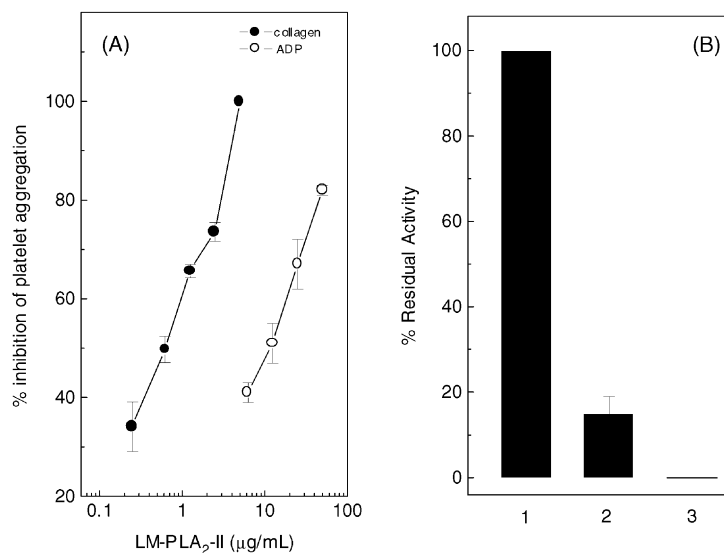 (A)
collagen
ADP
% inhibition of platelet aggregation
100
80
60
40
20
0.1 1 10 100
LM-PLA₂-II (μg/mL)
(B)
% Residual Activity
100
80
60
40
20
0
1 2 3